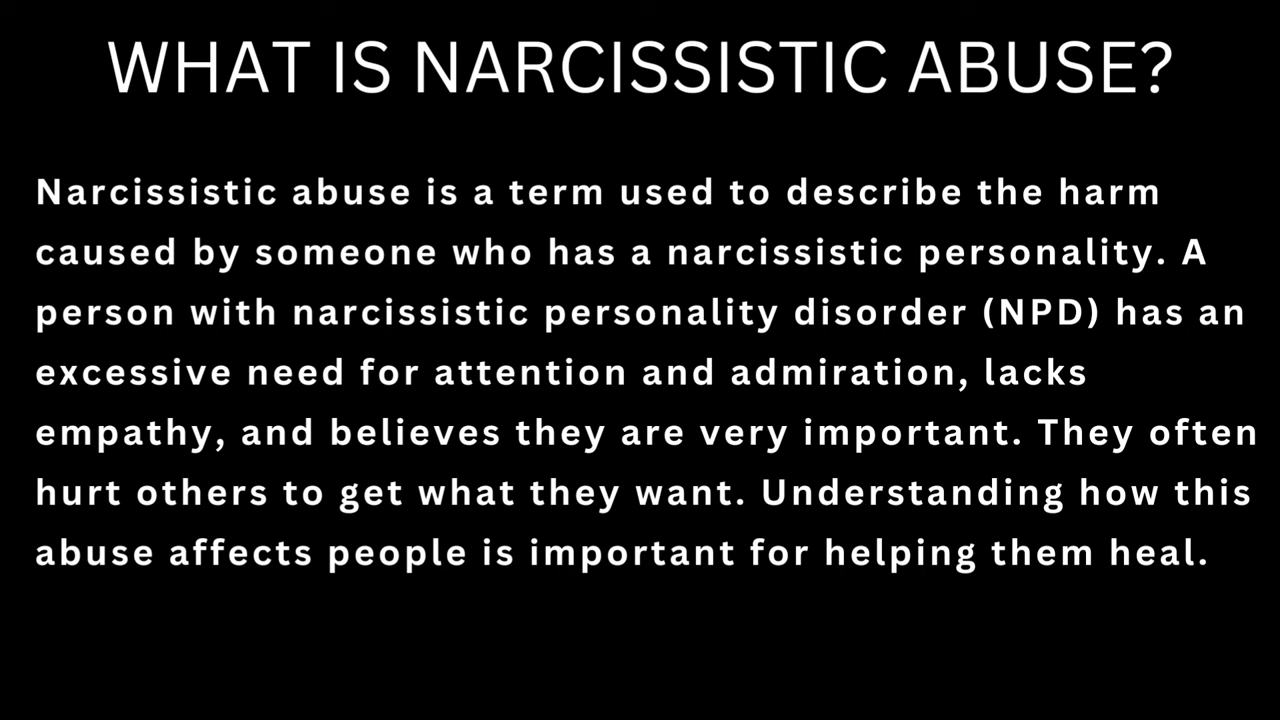 WHAT IS NARCISSISTIC ABUSE?
Narcissistic abuse is a term used to describe the harm
caused by someone who has a narcissistic personality. A
person with narcissistic personality disorder (NPD) has an
excessive need for attention and admiration, lacks
empathy, and believes they are very important. They often
hurt others to get what they want. Understanding how this
abuse affects people is important for helping them heal.